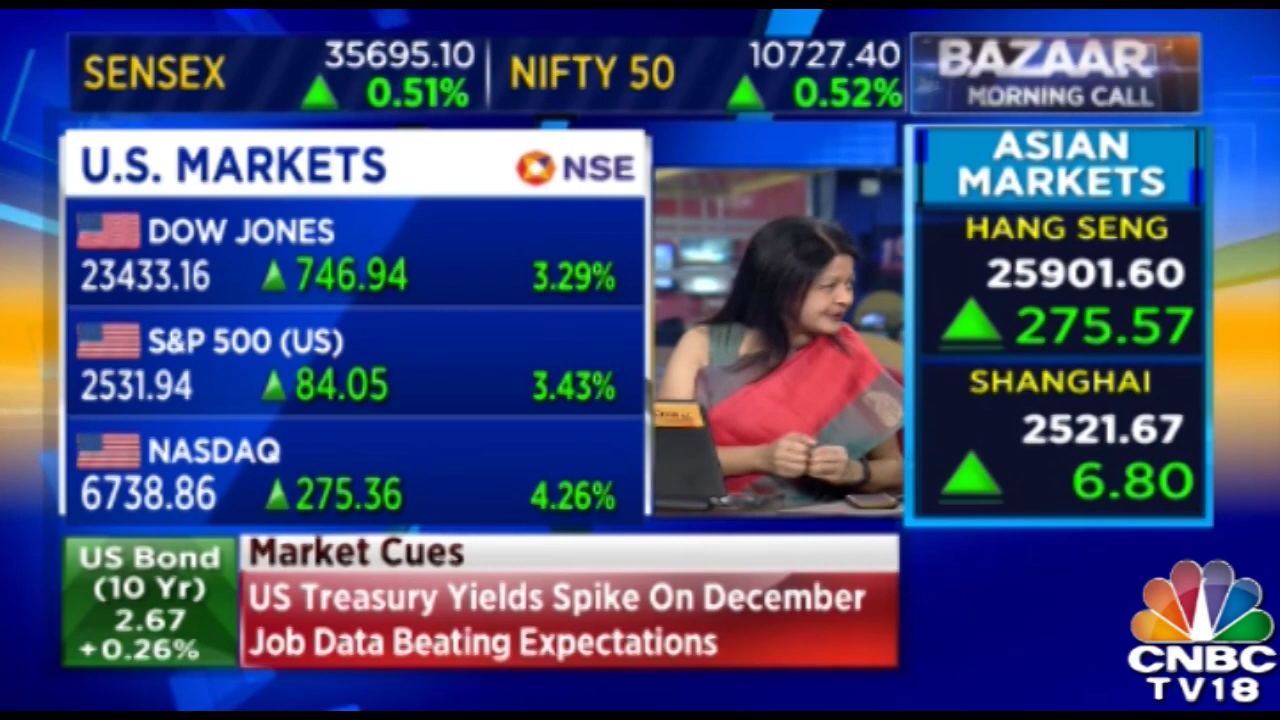 SENSEX 35695.10 ▲ 0.51%
NIFTY 50 10727.40 ▲ 0.52%
BAZAAR
MORNING CALL
U.S. MARKETS NSE
DOW JONES
23433.16 ▲ 746.94 3.29%
S&P 500 (US)
2531.94 ▲ 84.05 3.43%
NASDAQ
6738.86 ▲ 275.36 4.26%
ASIAN
MARKETS
HANG SENG
25901.60
▲ 275.57
SHANGHAI
2521.67
▲ 6.80
US Bond
(10 Yr)
2.67
+0.26%
Market Cues
US Treasury Yields Spike On December
Job Data Beating Expectations
CNBC
TV18